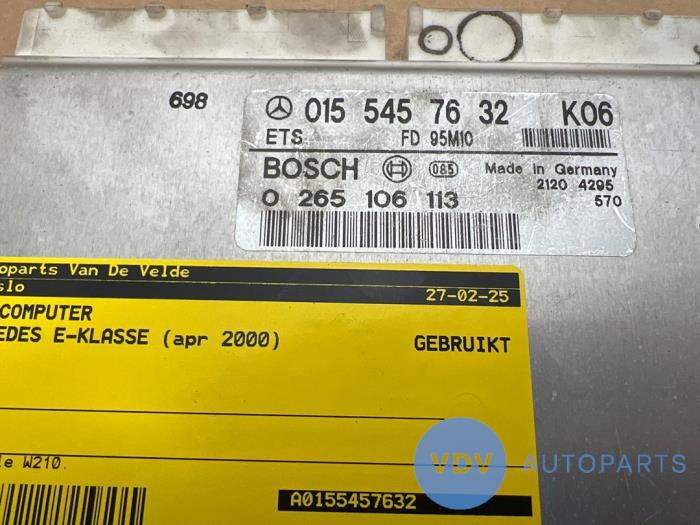 698
015 545 76 32 K06
ETS FD 95M10
BOSCH 085 Made in Germany
2120 4295
0 265 106 113 570
oparts Van De Velde
slo
27-02-25
COMPUTER
EDES E-KLASSE (apr 2000)
GEBRUIKT
le W210.
A0155457632
VDV AUTOPARTS